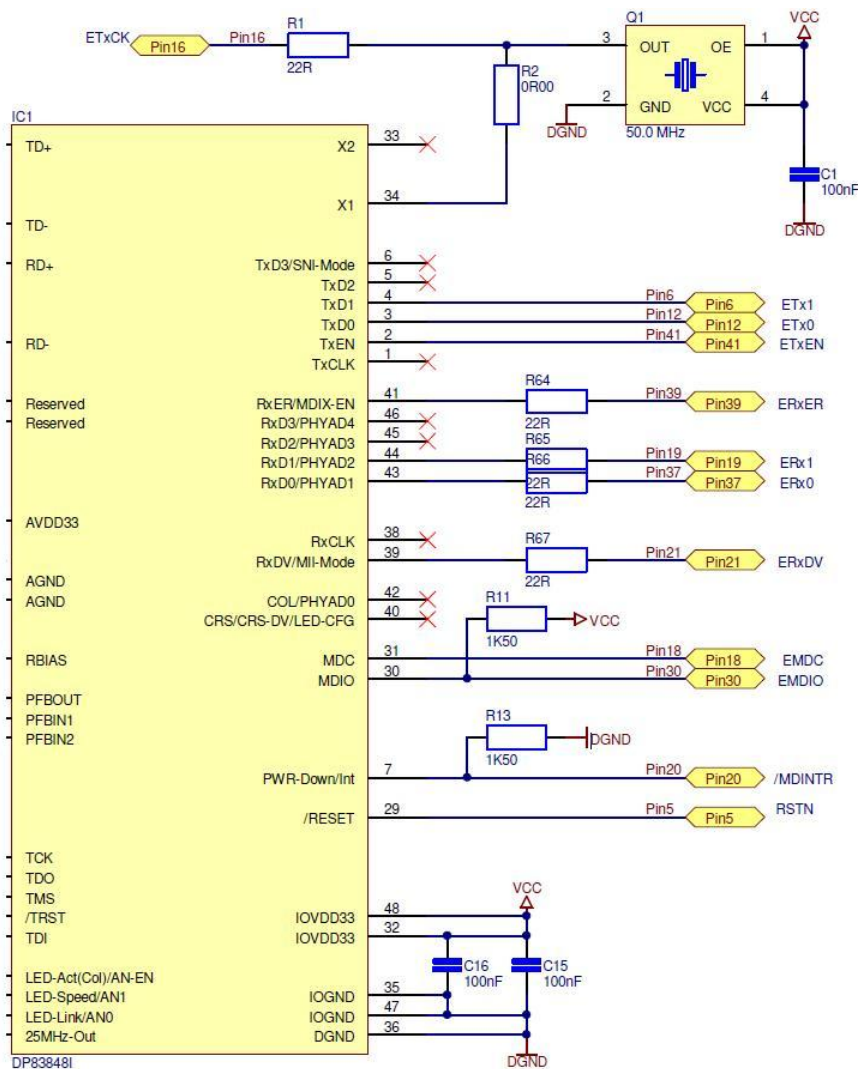 ETxCK Pin16 Pin16 R1 22R
Q1 VCC
3 OUT OE 1
R2 0R00
2 GND VCC 4
DGND
50.0 MHz
C1 100nF
DGND
IC1
TD+ X2 33
X1 34
TD-
RD+ TxD3/SNI-Mode 6
TxD2 5
TxD1 4 Pin6 Pin6 ETx1
TxD0 3 Pin12 Pin12 ETx0
RD- TxEN 2 Pin41 Pin41 ETxEN
TxCLK 1
R64
Reserved RxER/MDIX-EN 41 Pin39 Pin39 ERxER
22R
Reserved RxD3/PHYAD4 46
R65
RxD2/PHYAD3 45
RxD1/PHYAD2 44 R66 Pin19 Pin19 ERx1
RxD0/PHYAD1 43 22R Pin37 Pin37 ERx0
22R
AVDD33
RxCLK 38
R67
RxDV/MII-Mode 39 Pin21 Pin21 ERxDV
22R
AGND
AGND COL/PHYAD0 42
CRS/CRS-DV/LED-CFG 40
R11 1K50 VCC
RBIAS MDC 31 Pin18 Pin18 EMDC
MDIO 30 Pin30 Pin30 EMDIO
PFBOUT
PFBIN1
PFBIN2
R13 1K50 DGND
PWR-Down/Int 7 Pin20 Pin20 /MDINTR
/RESET 29 Pin5 Pin5 RSTN
TCK
TDO
TMS
VCC
/TRST IOVDD33 48
TDI IOVDD33 32
C16 100nF C15 100nF
LED-Act(Col)/AN-EN
LED-Speed/AN1 IOGND 35
LED-Link/AN0 IOGND 47
25MHz-Out DGND 36
DGND
DP83848I